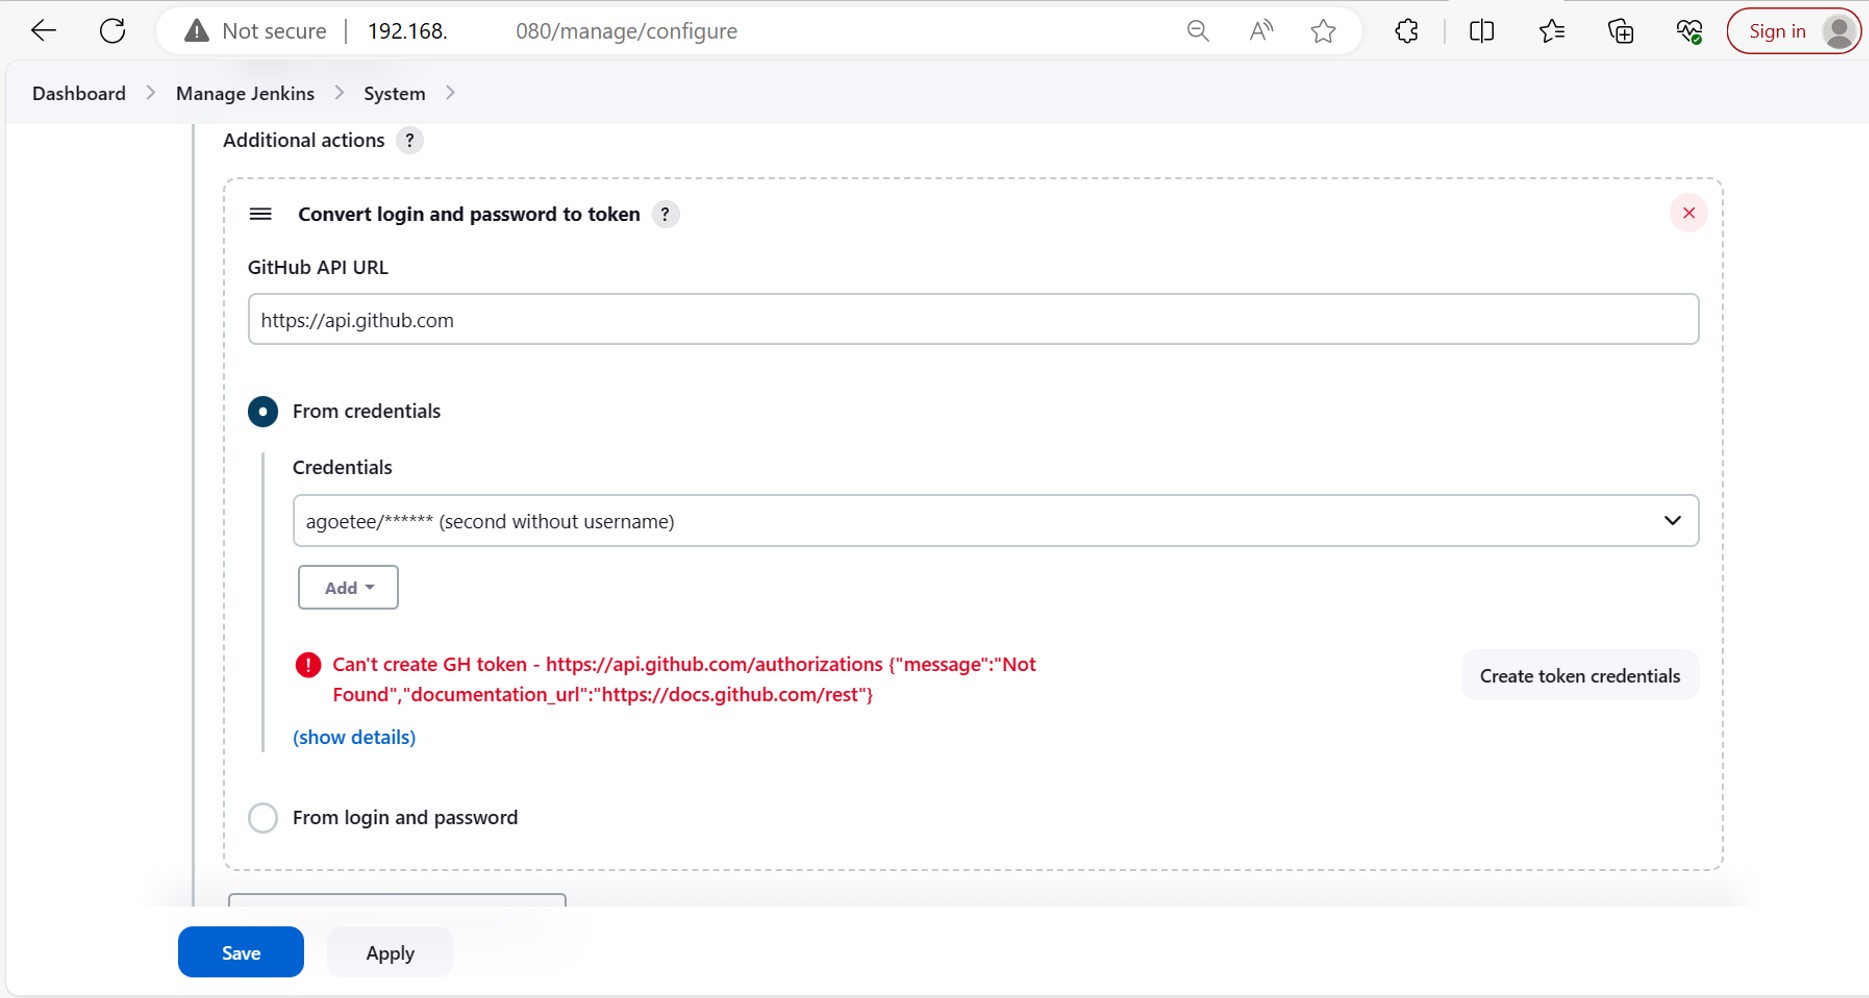 Not secure | 192.168. 080/manage/configure Sign in
Dashboard > Manage Jenkins > System >
Additional actions ?
Convert login and password to token ?
GitHub API URL
https://api.github.com
From credentials
Credentials
agoetee/****** (second without username)
Add
Can't create GH token - https://api.github.com/authorizations {"message":"Not
Found","documentation_url":"https://docs.github.com/rest"}
Create token credentials
(show details)
From login and password
Save Apply